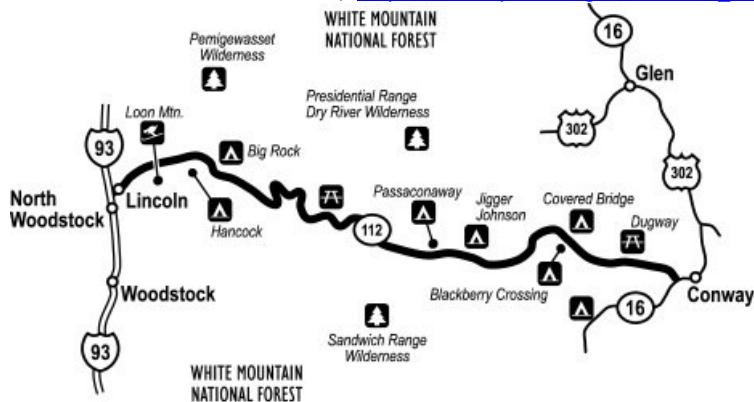 WHITE MOUNTAIN
NATIONAL FOREST
16
Pemigewasset
Wilderness
Glen
Presidential Range
Dry River Wilderness
302
Loon Mtn.
93
Big Rock
302
North
Woodstock
Lincoln
Hancock
Passaconaway
Jigger
Johnson
Covered Bridge
Dugway
112
Woodstock
Blackberry Crossing
Conway
16
93
Sandwich Range
Wilderness
WHITE MOUNTAIN
NATIONAL FOREST